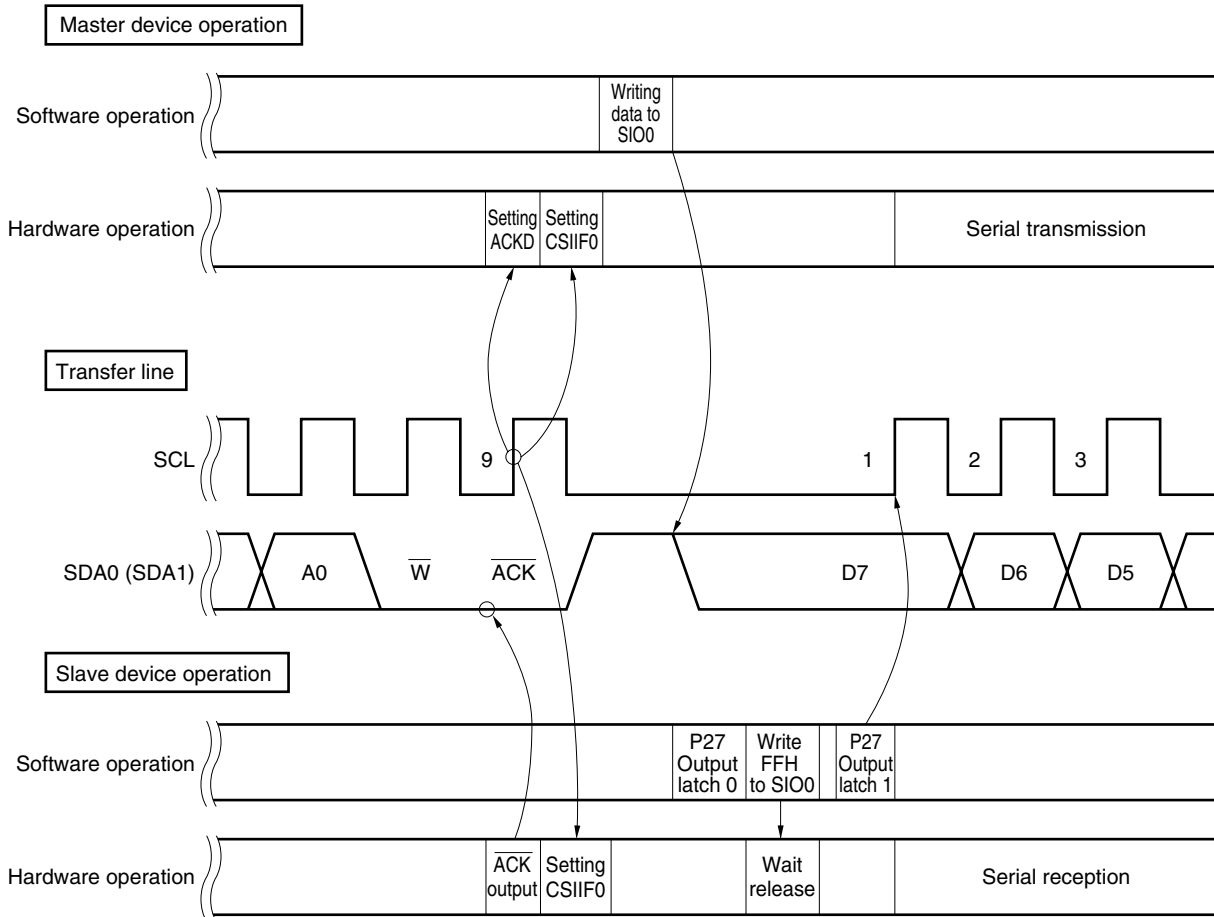 Master device operation
Software operation
Writing
data to
SIO0
Hardware operation
Setting
ACKD
Setting
CSIIF0
Serial transmission
Transfer line
SCL
9
1
2
3
SDA0 (SDA1)
A0
W̅
A̅C̅K̅
D7
D6
D5
Slave device operation
Software operation
P27
Output
latch 0
Write
FFH
to SIO0
P27
Output
latch 1
Hardware operation
A̅C̅K̅
output
Setting
CSIIF0
Wait
release
Serial reception